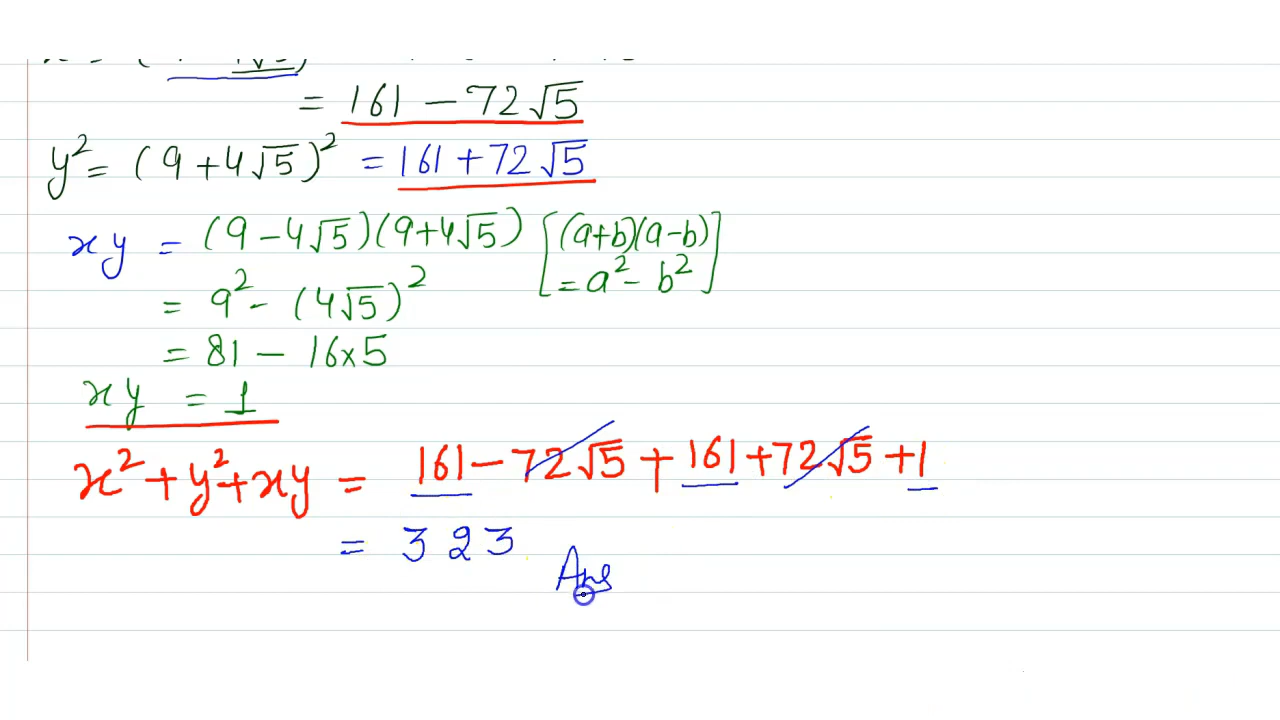 = 161 - 72√5
y² = (9 + 4√5)² = 161 + 72√5
xy = (9 - 4√5)(9 + 4√5) [(a+b)(a-b)
= a² - b²]
= 9² - (4√5)²
= 81 - 16×5
xy = 1
x² + y² + xy = 161 - 72√5 + 161 + 72√5 + 1
= 323
Ans